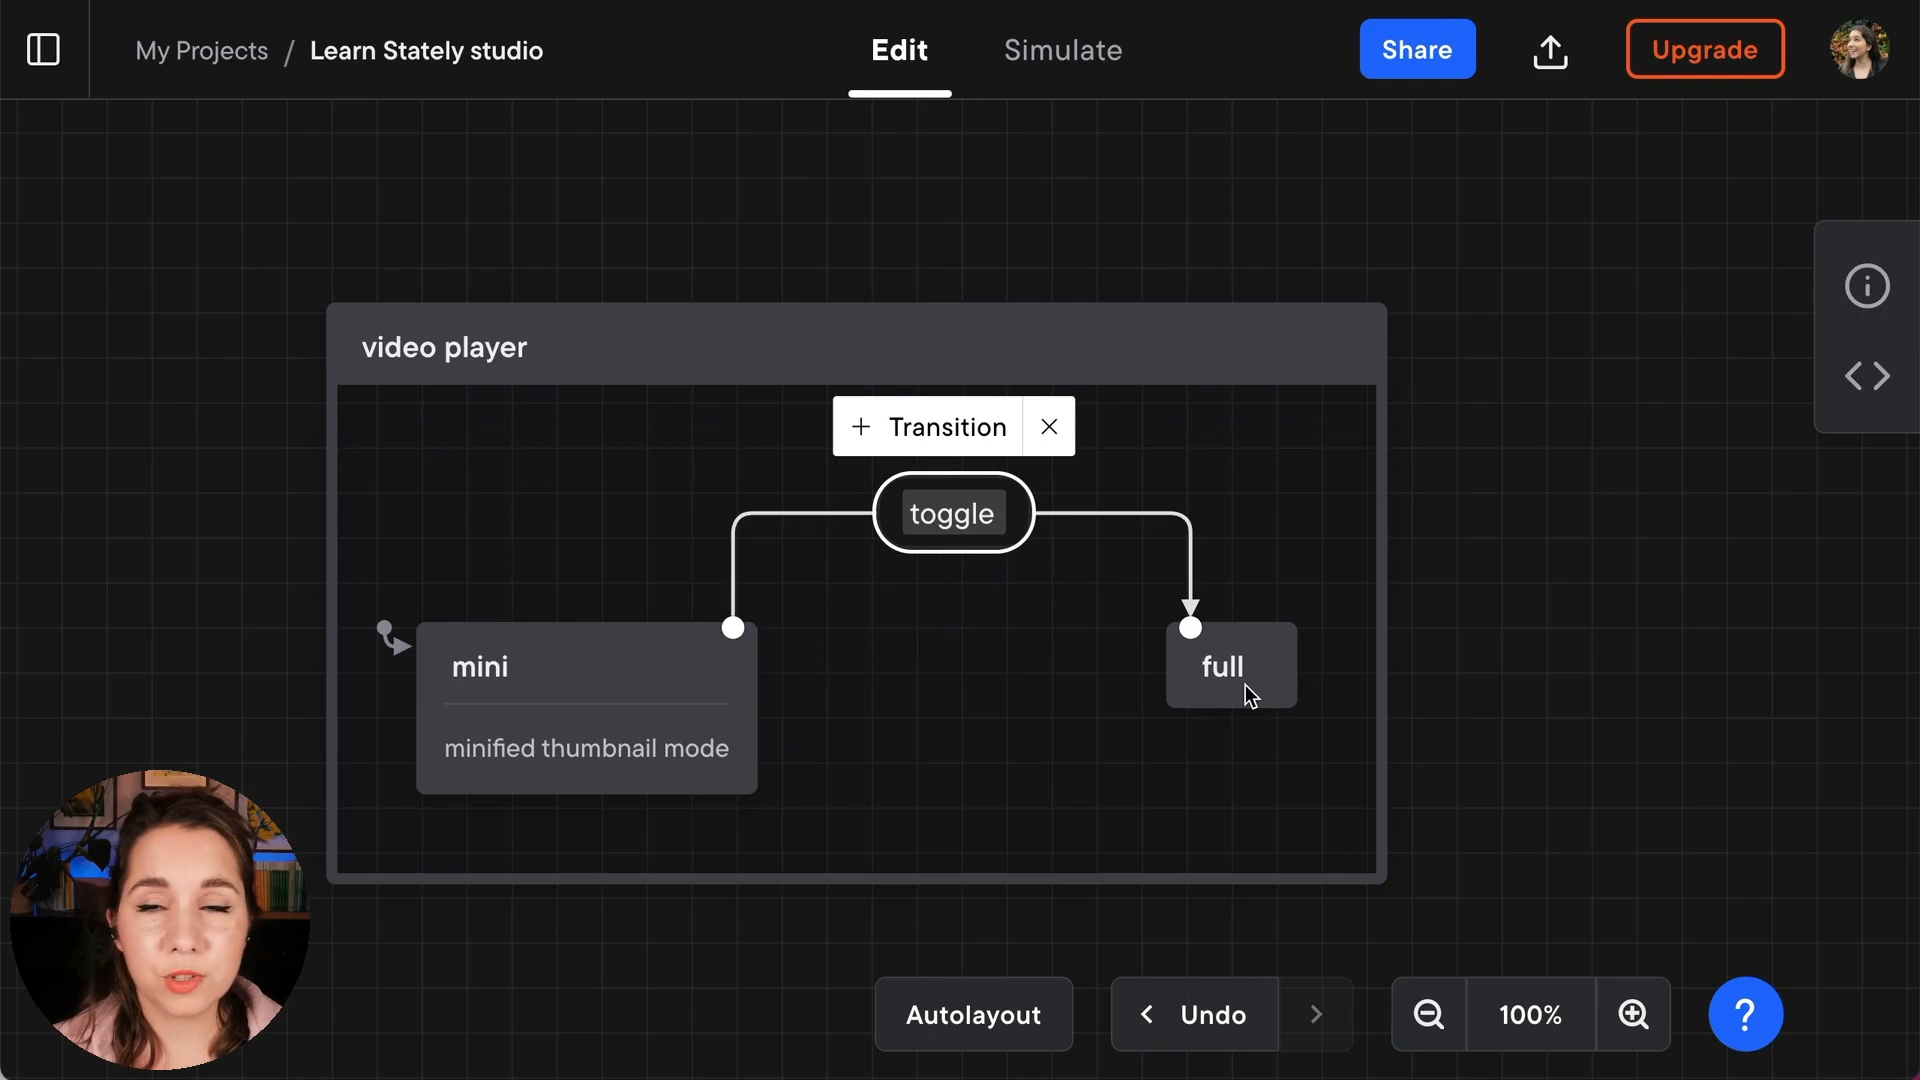 My Projects / Learn Stately studio
Edit
Simulate
Share
Upgrade
video player
+ Transition
toggle
mini
full
minified thumbnail mode
Autolayout
Undo
100%
?